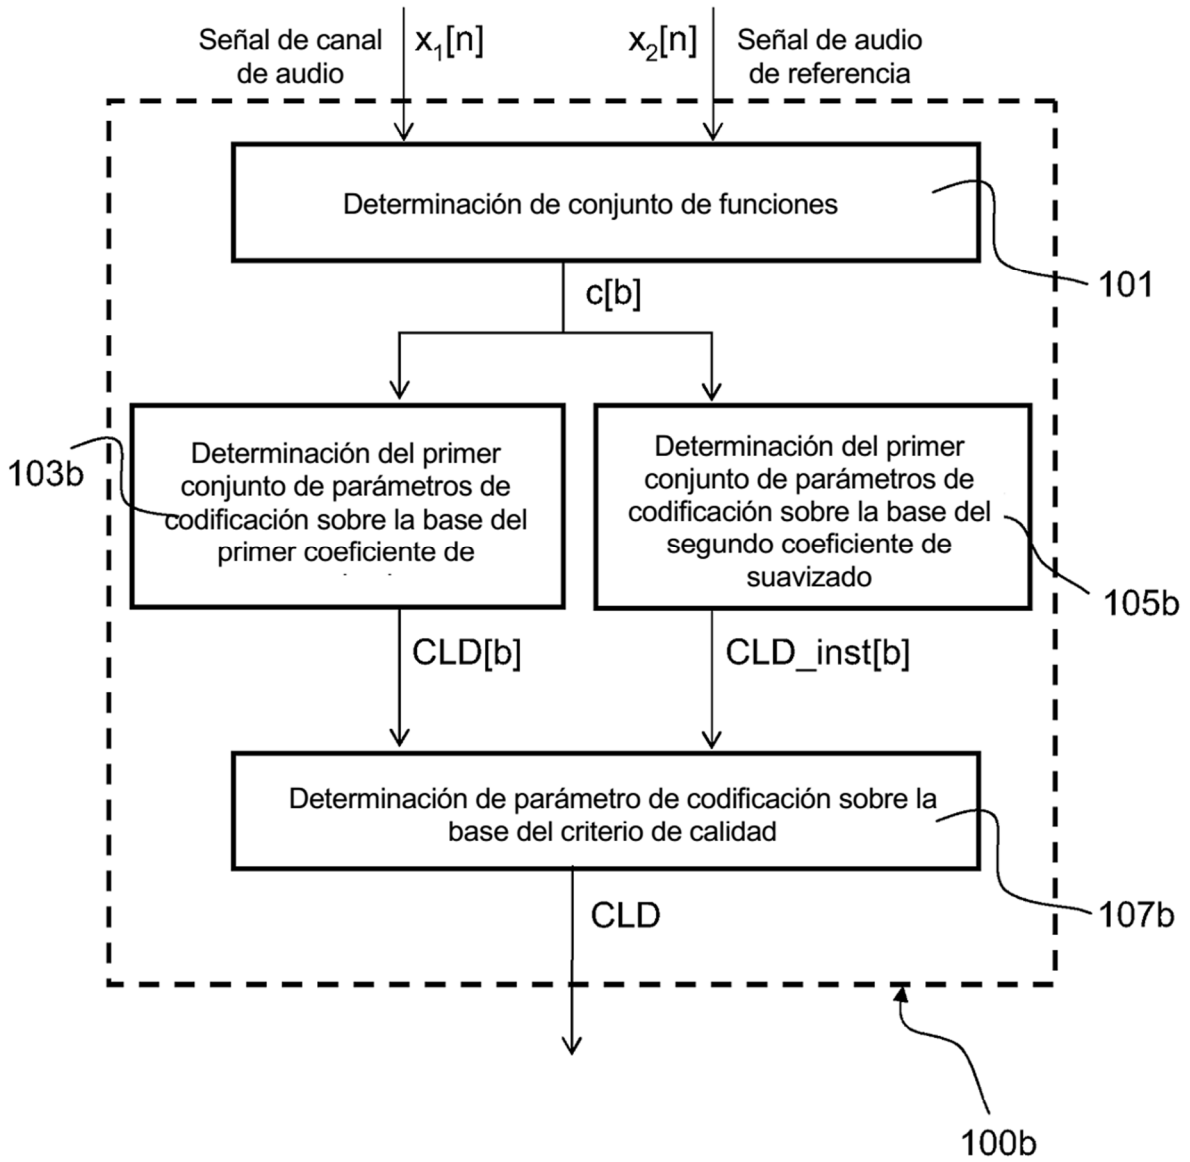 Señal de canal
de audio
x₁[n]
x₂[n]
Señal de audio
de referencia
Determinación de conjunto de funciones
101
c[b]
Determinación del primer
conjunto de parámetros de
codificación sobre la base del
primer coeficiente de
103b
Determinación del primer
conjunto de parámetros de
codificación sobre la base del
segundo coeficiente de
suavizado
105b
CLD[b]
CLD_inst[b]
Determinación de parámetro de codificación sobre la
base del criterio de calidad
107b
CLD
100b